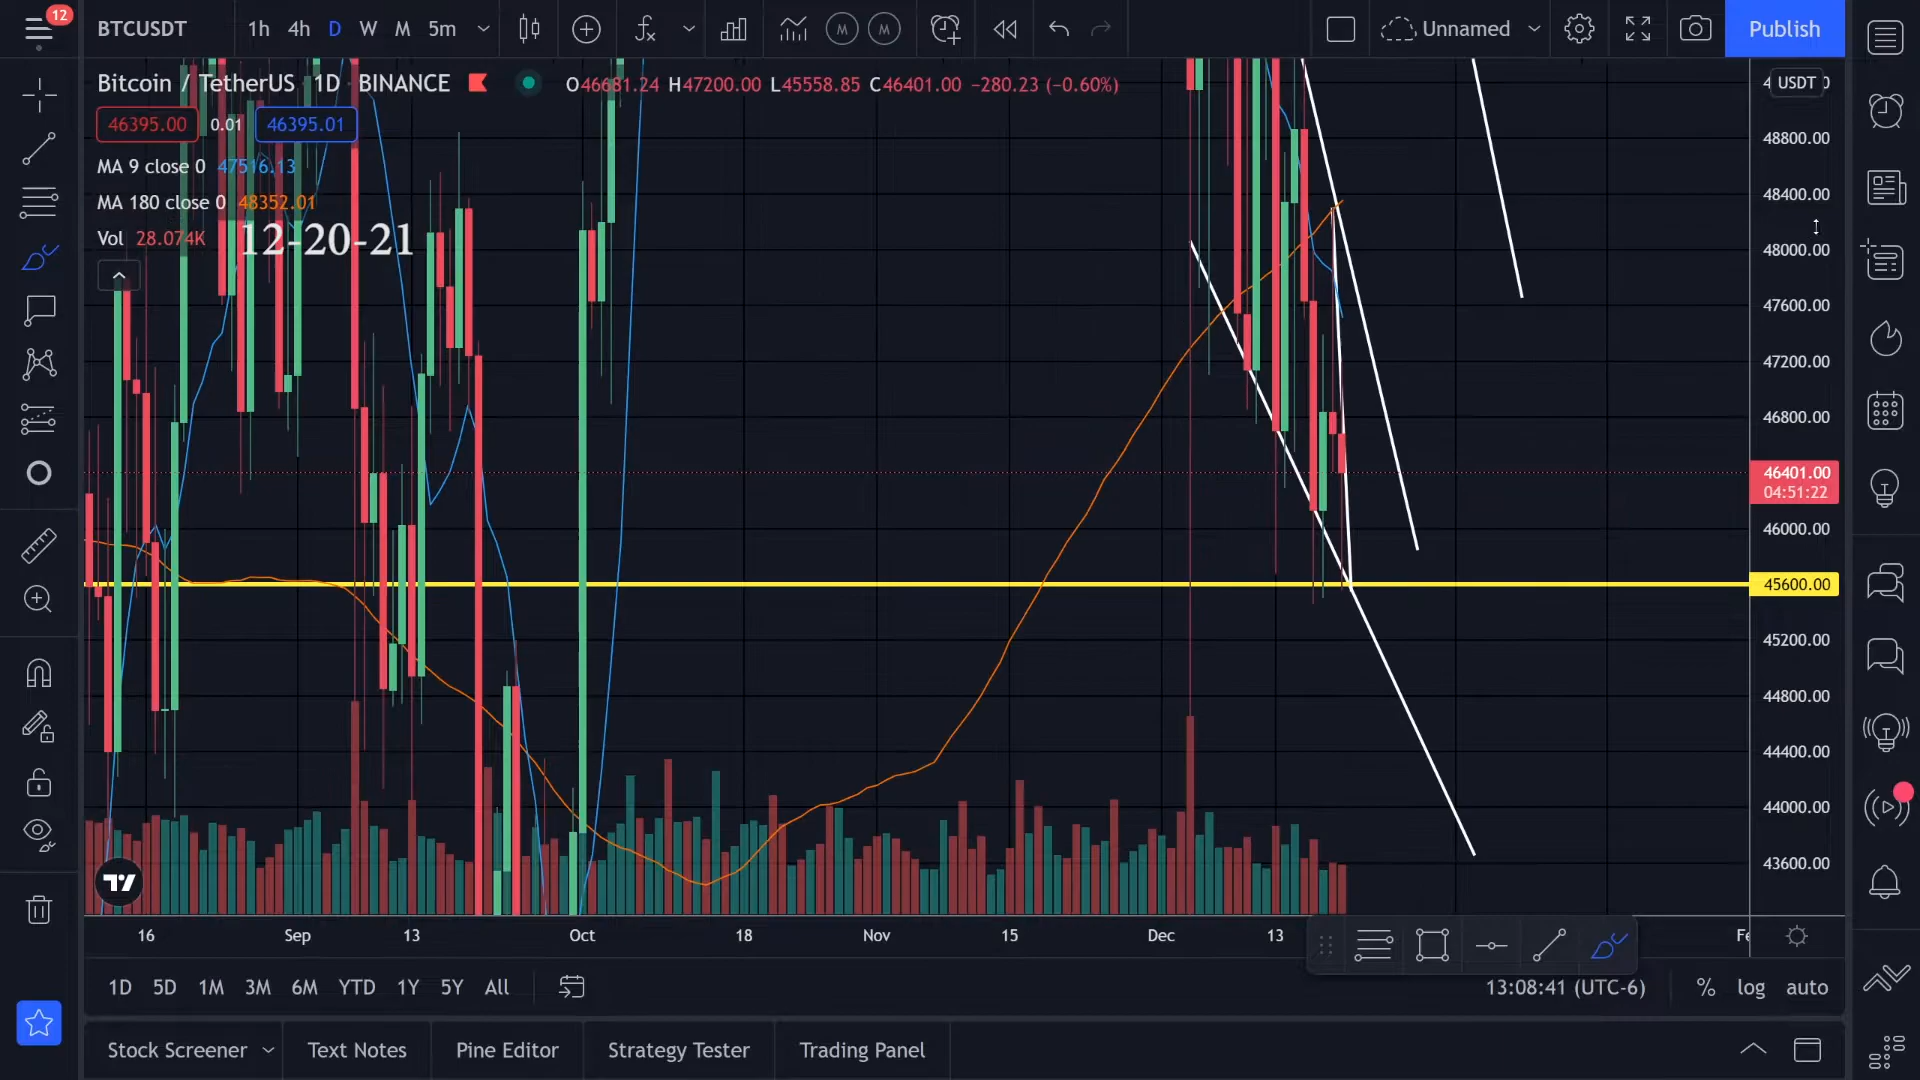 12
BTCUSDT 1h 4h D W M 5m
M M
Unnamed
Publish
Bitcoin / TetherUS 1D BINANCE O46681.24 H47200.00 L45558.85 C46401.00 −280.23 (−0.60%)
USDT
46395.00 0.01 46395.01
MA 9 close 0 47516.13
MA 180 close 0 48352.01
Vol 28.074K
12-20-21
48800.00
48400.00
48000.00
47600.00
47200.00
46800.00
46401.00
04:51:22
46000.00
45600.00
45200.00
44800.00
44400.00
44000.00
43600.00
16 Sep 13 Oct 18 Nov 15 Dec 13
1D 5D 1M 3M 6M YTD 1Y 5Y All
13:08:41 (UTC-6) % log auto
Stock Screener Text Notes Pine Editor Strategy Tester Trading Panel